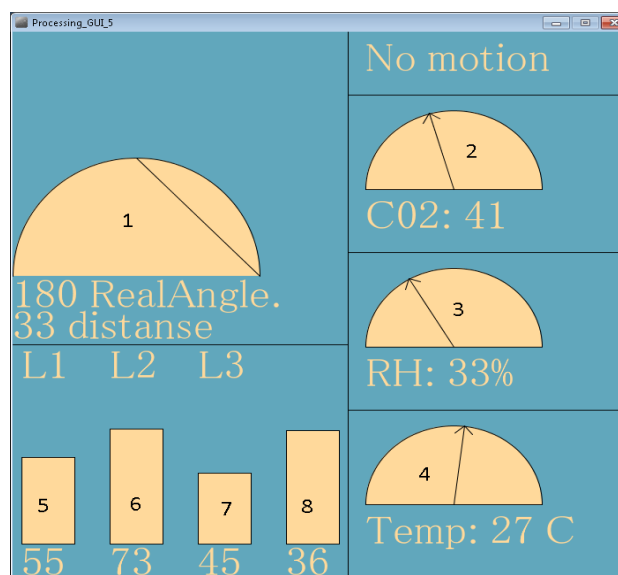 Processing_GUI_5
1
180 RealAngle.
33 distanse
L1 L2 L3
5 6 7 8
55 73 45 36
No motion
2
C02: 41
3
RH: 33%
4
Temp: 27 C